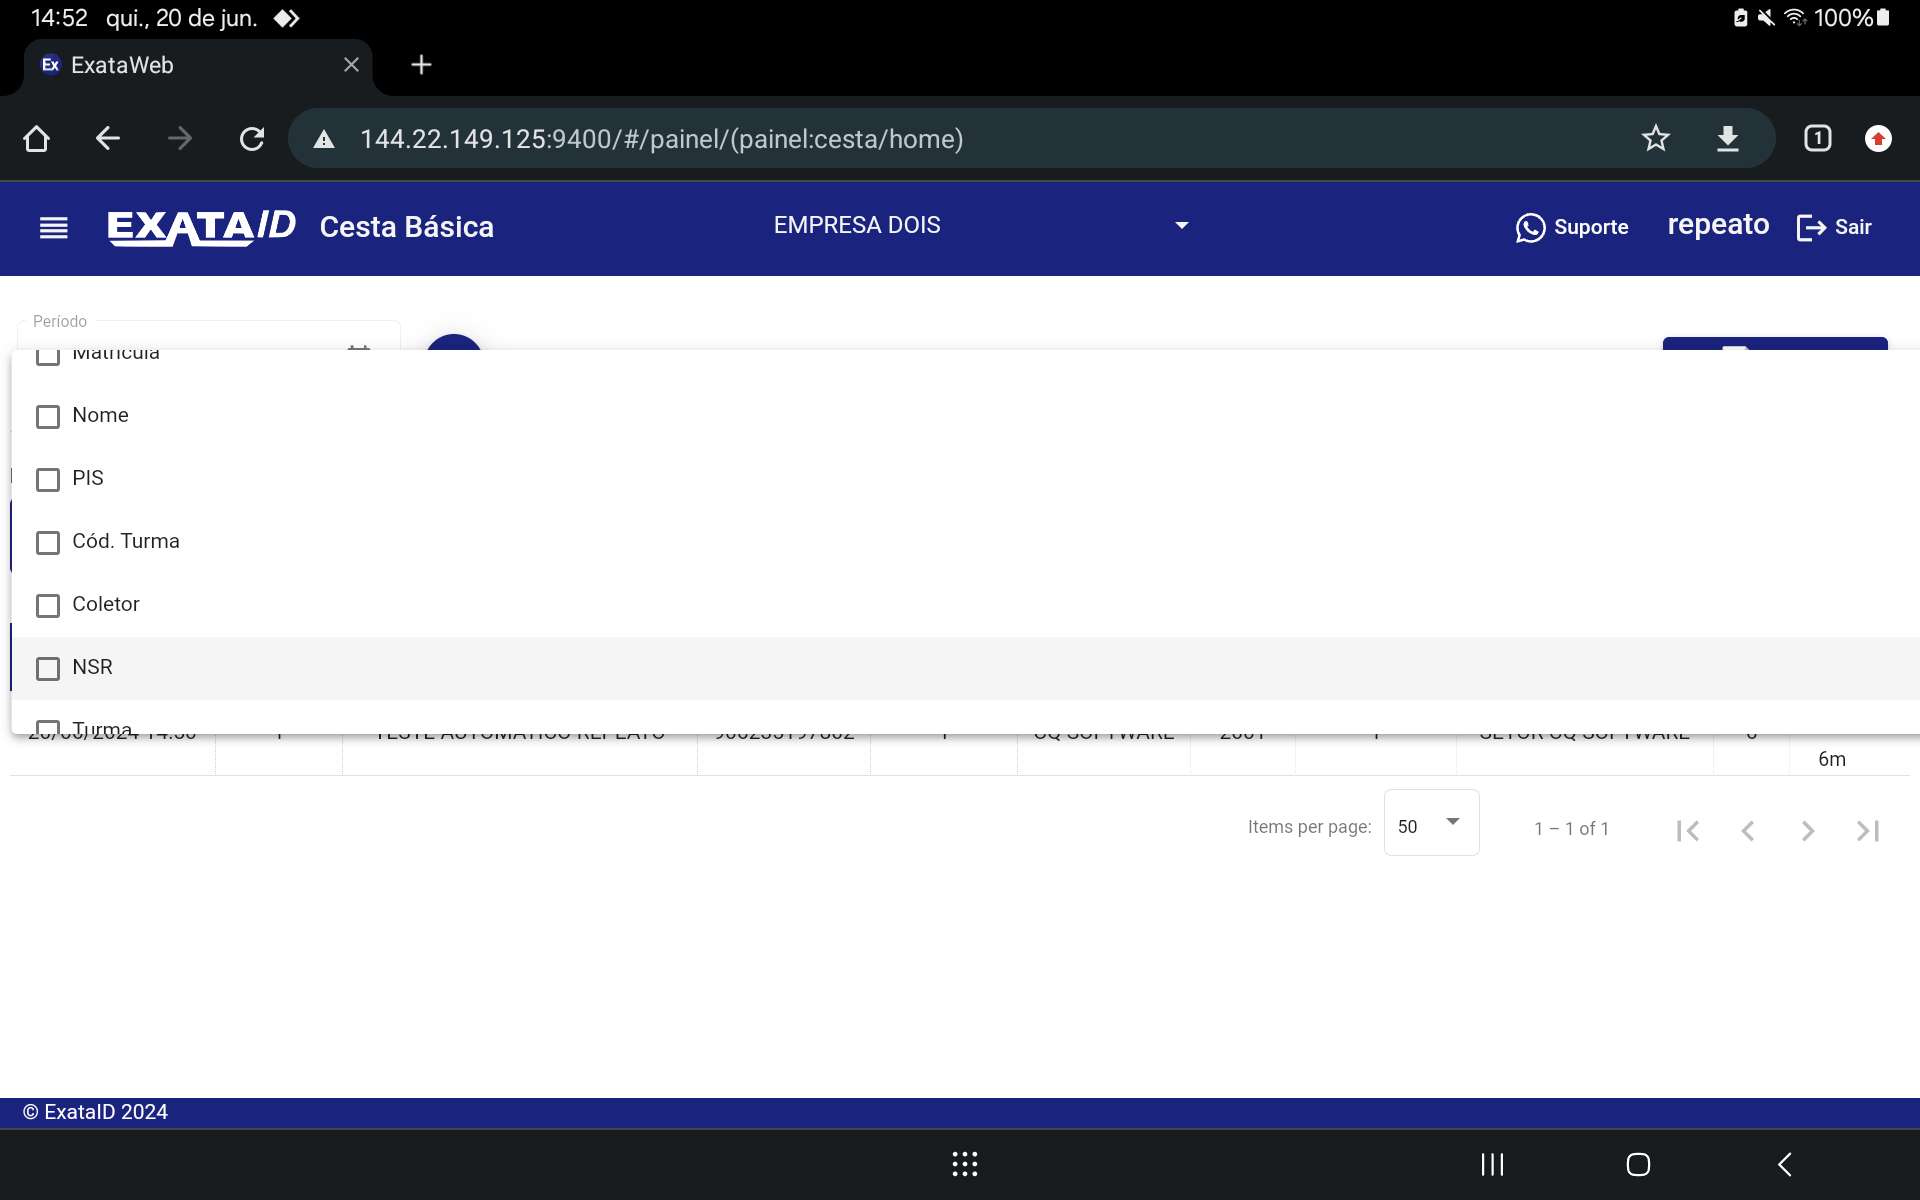 14:52 qui., 20 de jun. 100%
Ex ExataWeb
144.22.149.125:9400/#/painel/(painel:cesta/home) 1
EXATAID Cesta Básica EMPRESA DOIS Suporte repeato Sair
Período
Matrícula
Nome
PIS
Cód. Turma
Coletor
NSR
Turma
6m
Items per page: 50 1 – 1 of 1
© ExataID 2024